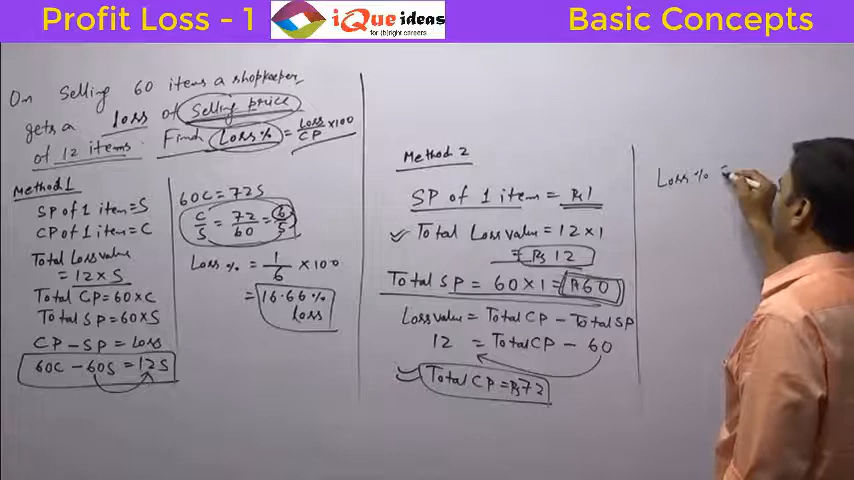 Profit Loss - 1
iQue ideas
for (b)right careers
Basic Concepts
On Selling 60 items a shopkeeper
gets a loss of Selling price
of 12 items. Find Loss% = Loss/CP × 100
Method 1
SP of 1 item = S
CP of 1 item = C
Total Loss value
= 12 × S
Total CP = 60 × C
Total SP = 60 × S
CP - SP = Loss
60C - 60S = 12S
60C = 72S
C/S = 72/60 = 6/5
Loss % = 1/6 × 100
= 16.66%
Loss
Method 2
SP of 1 item = Rs 1
Total Loss value = 12 × 1
= Rs 12
Total SP = 60 × 1 = Rs 60
Loss value = Total CP - Total SP
12 = Total CP - 60
Total CP = Rs 72
Loss % =